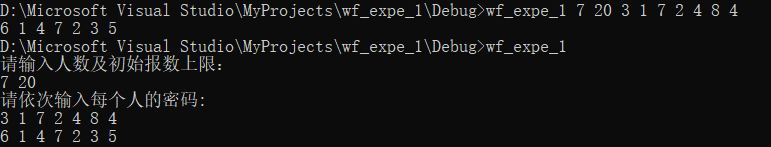 D:\Microsoft Visual Studio\MyProjects\wf_expe_1\Debug>wf_expe_1 7 20 3 1 7 2 4 8 4
6 1 4 7 2 3 5
D:\Microsoft Visual Studio\MyProjects\wf_expe_1\Debug>wf_expe_1
请输入人数及初始报数上限：
7 20
请依次输入每个人的密码:
3 1 7 2 4 8 4
6 1 4 7 2 3 5